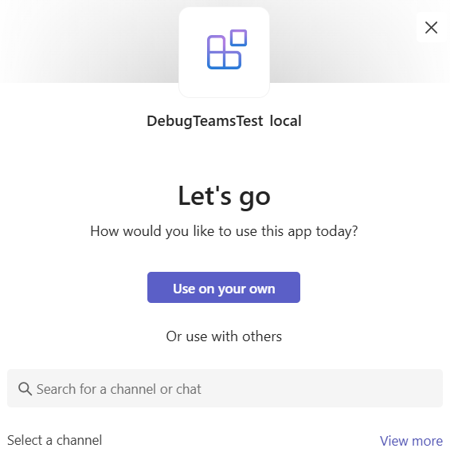 DebugTeamsTest local
Let's go
How would you like to use this app today?
Use on your own
Or use with others
Search for a channel or chat
Select a channel
View more